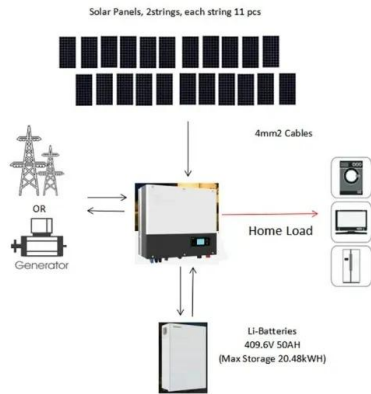 Solar Panels, 2strings, each string 11 pcs
4mm2 Cables
OR
Generator
Home Load
Li-Batteries
409.6V 50AH
(Max Storage 20.48kWH)